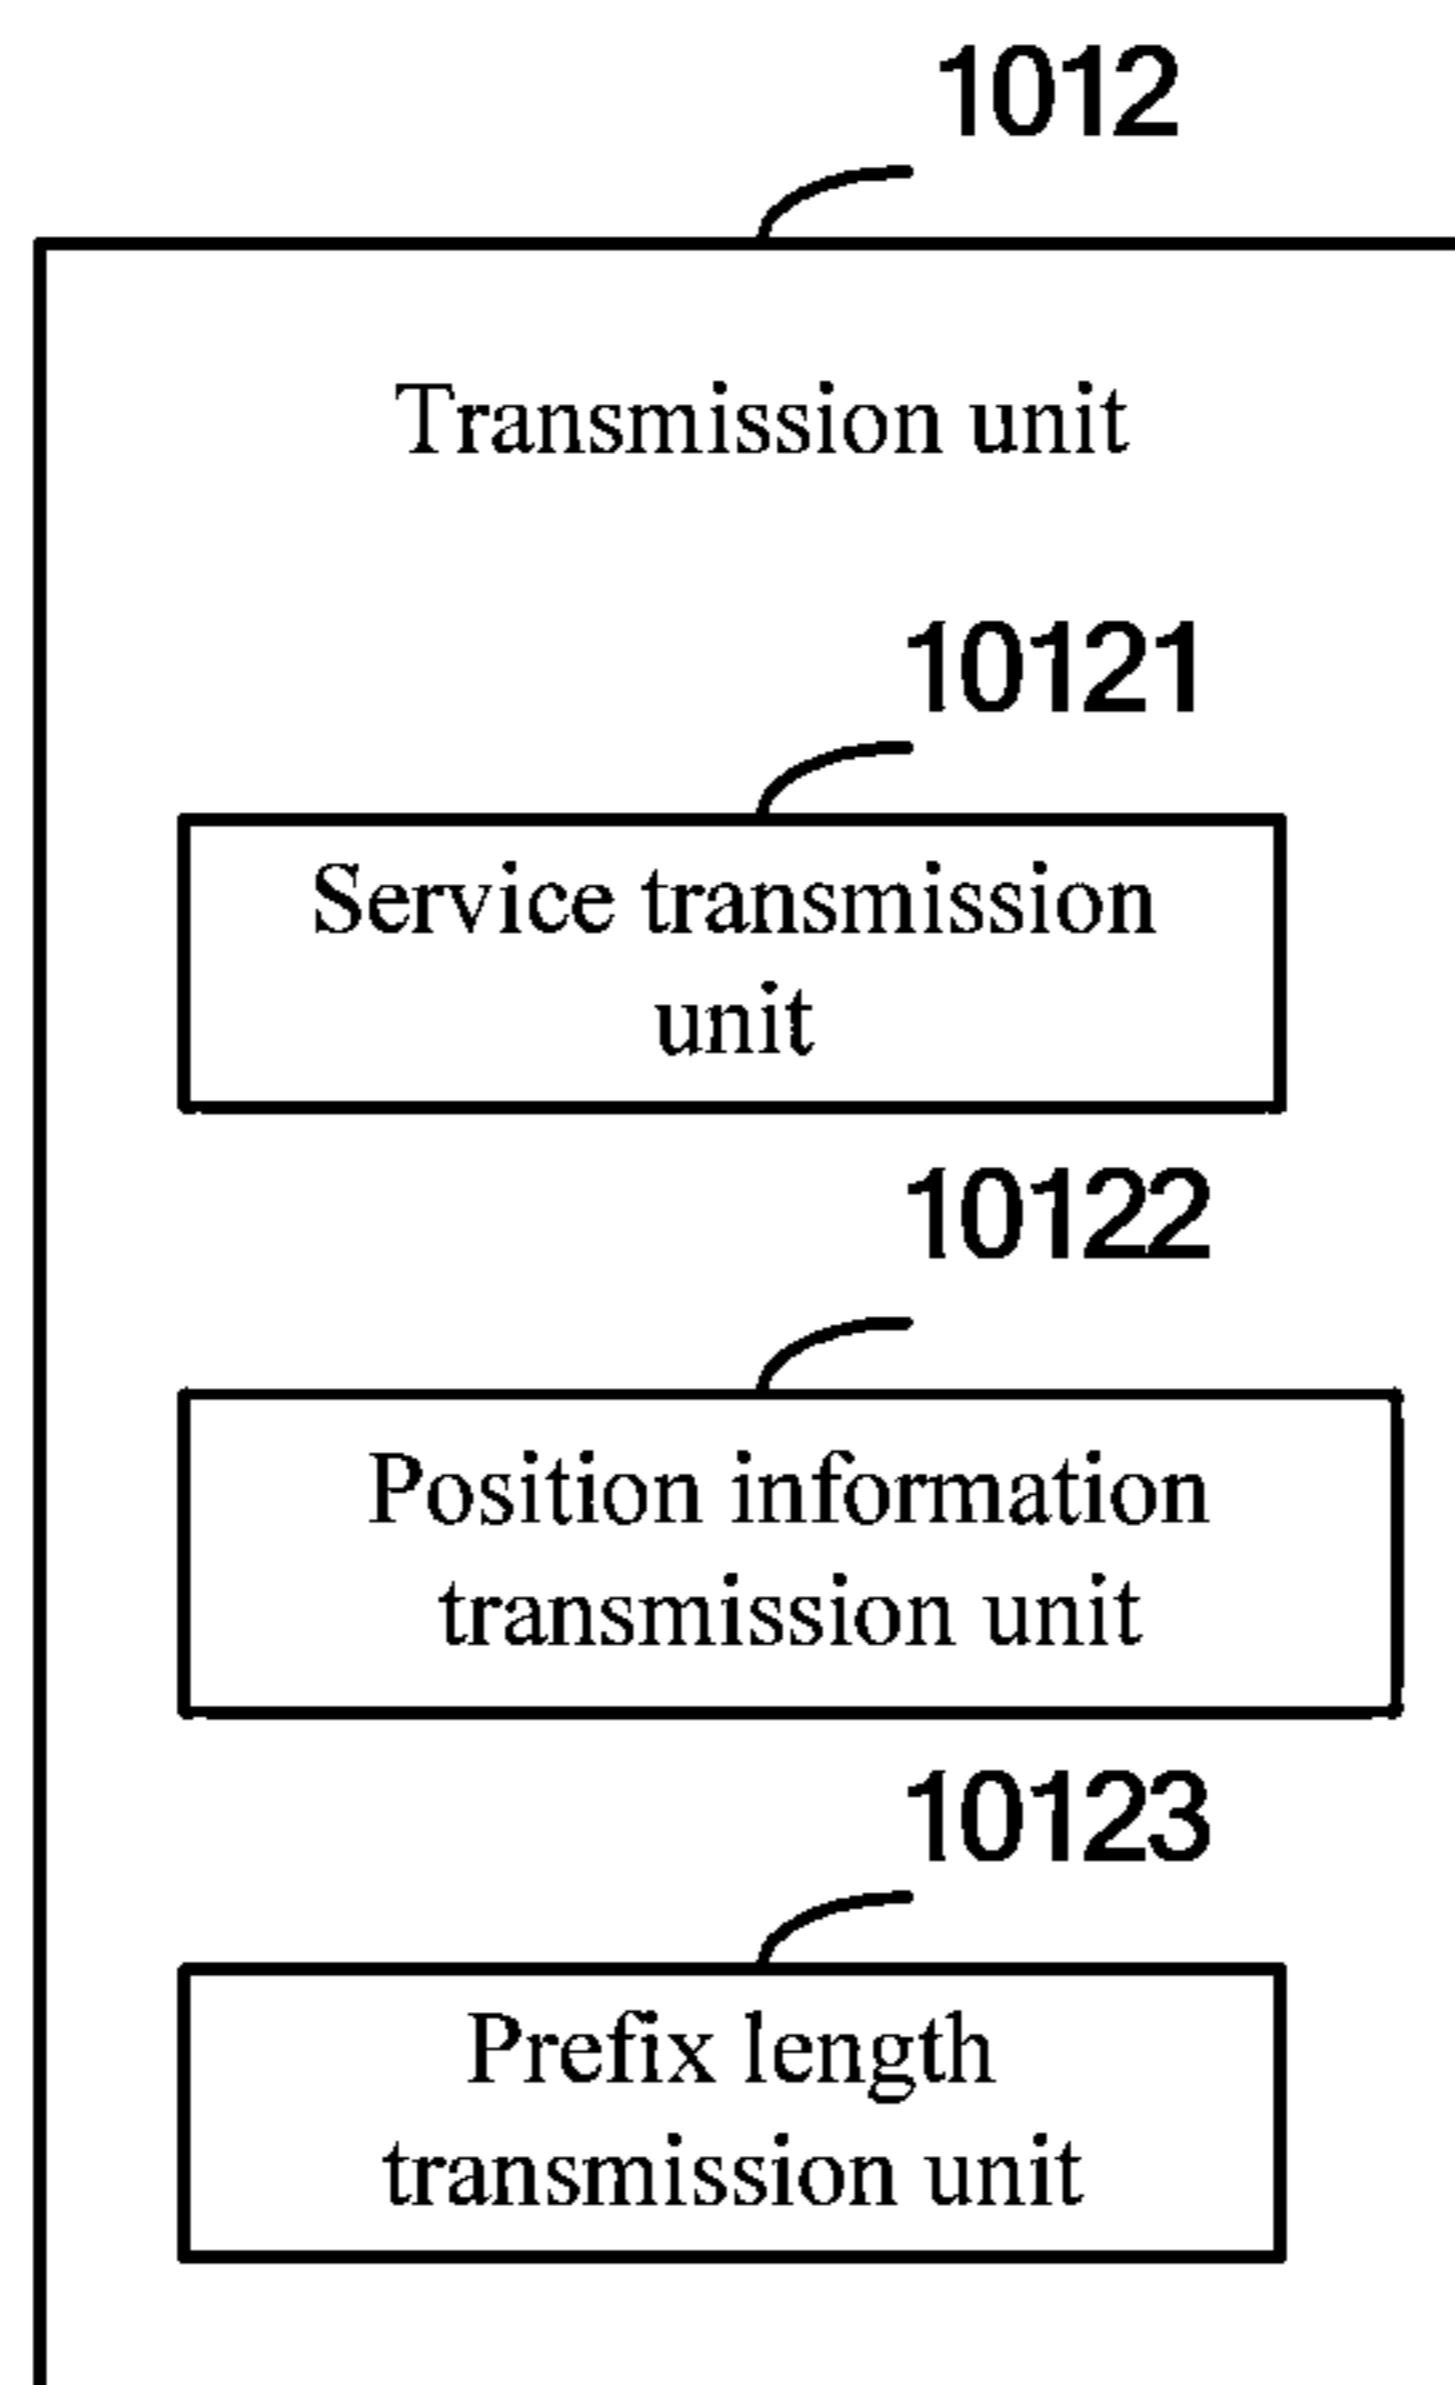 1012
Transmission unit
10121
Service transmission
unit
10122
Position information
transmission unit
10123
Prefix length
transmission unit